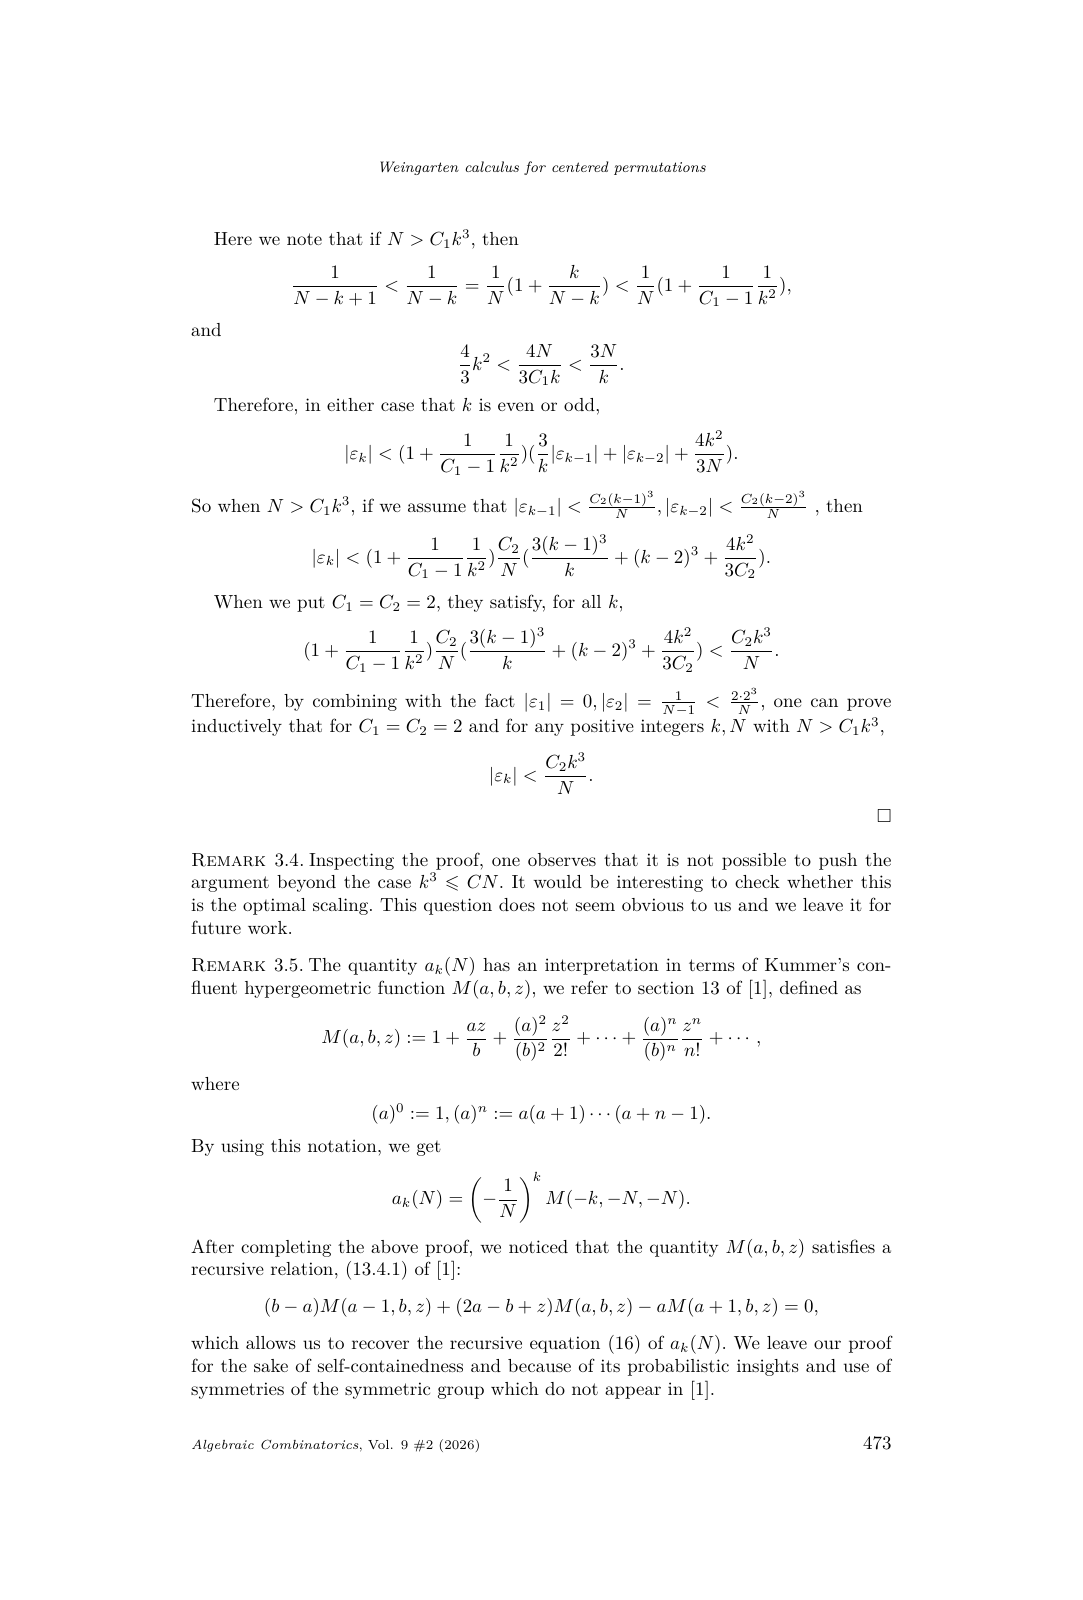 Weingarten calculus for centered permutations
Here we note that if $N > C_1k^3$, then
$$\frac{1}{N-k+1} < \frac{1}{N-k} = \frac{1}{N}(1 + \frac{k}{N-k}) < \frac{1}{N}(1 + \frac{1}{C_1-1}\frac{1}{k^2}),$$
and
$$\frac{4}{3}k^2 < \frac{4N}{3C_1k} < \frac{3N}{k}.$$
Therefore, in either case that $k$ is even or odd,
$$|\varepsilon_k| < (1 + \frac{1}{C_1-1}\frac{1}{k^2})(\frac{3}{k}|\varepsilon_{k-1}| + |\varepsilon_{k-2}| + \frac{4k^2}{3N}).$$
So when $N > C_1k^3$, if we assume that $|\varepsilon_{k-1}| < \frac{C_2(k-1)^3}{N}, |\varepsilon_{k-2}| < \frac{C_2(k-2)^3}{N}$ , then
$$|\varepsilon_k| < (1 + \frac{1}{C_1-1}\frac{1}{k^2})\frac{C_2}{N}(\frac{3(k-1)^3}{k} + (k-2)^3 + \frac{4k^2}{3C_2}).$$
When we put $C_1 = C_2 = 2$, they satisfy, for all $k$,
$$(1 + \frac{1}{C_1-1}\frac{1}{k^2})\frac{C_2}{N}(\frac{3(k-1)^3}{k} + (k-2)^3 + \frac{4k^2}{3C_2}) < \frac{C_2k^3}{N}.$$
Therefore, by combining with the fact $|\varepsilon_1| = 0, |\varepsilon_2| = \frac{1}{N-1} < \frac{2 \cdot 2^3}{N}$, one can prove
inductively that for $C_1 = C_2 = 2$ and for any positive integers $k, N$ with $N > C_1k^3$,
$$|\varepsilon_k| < \frac{C_2k^3}{N}.$$
□
REMARK 3.4. Inspecting the proof, one observes that it is not possible to push the
argument beyond the case $k^3 \leqslant CN$. It would be interesting to check whether this
is the optimal scaling. This question does not seem obvious to us and we leave it for
future work.
REMARK 3.5. The quantity $a_k(N)$ has an interpretation in terms of Kummer's con-
fluent hypergeometric function $M(a, b, z)$, we refer to section 13 of [1], defined as
$$M(a, b, z) := 1 + \frac{az}{b} + \frac{(a)^2}{(b)^2}\frac{z^2}{2!} + \cdots + \frac{(a)^n}{(b)^n}\frac{z^n}{n!} + \cdots ,$$
where
$$(a)^0 := 1, (a)^n := a(a+1)\cdots(a+n-1).$$
By using this notation, we get
$$a_k(N) = \left(-\frac{1}{N}\right)^k M(-k, -N, -N).$$
After completing the above proof, we noticed that the quantity $M(a, b, z)$ satisfies a
recursive relation, (13.4.1) of [1]:
$$(b-a)M(a-1, b, z) + (2a-b+z)M(a, b, z) - aM(a+1, b, z) = 0,$$
which allows us to recover the recursive equation (16) of $a_k(N)$. We leave our proof
for the sake of self-containedness and because of its probabilistic insights and use of
symmetries of the symmetric group which do not appear in [1].
Algebraic Combinatorics, Vol. 9 #2 (2026)
473